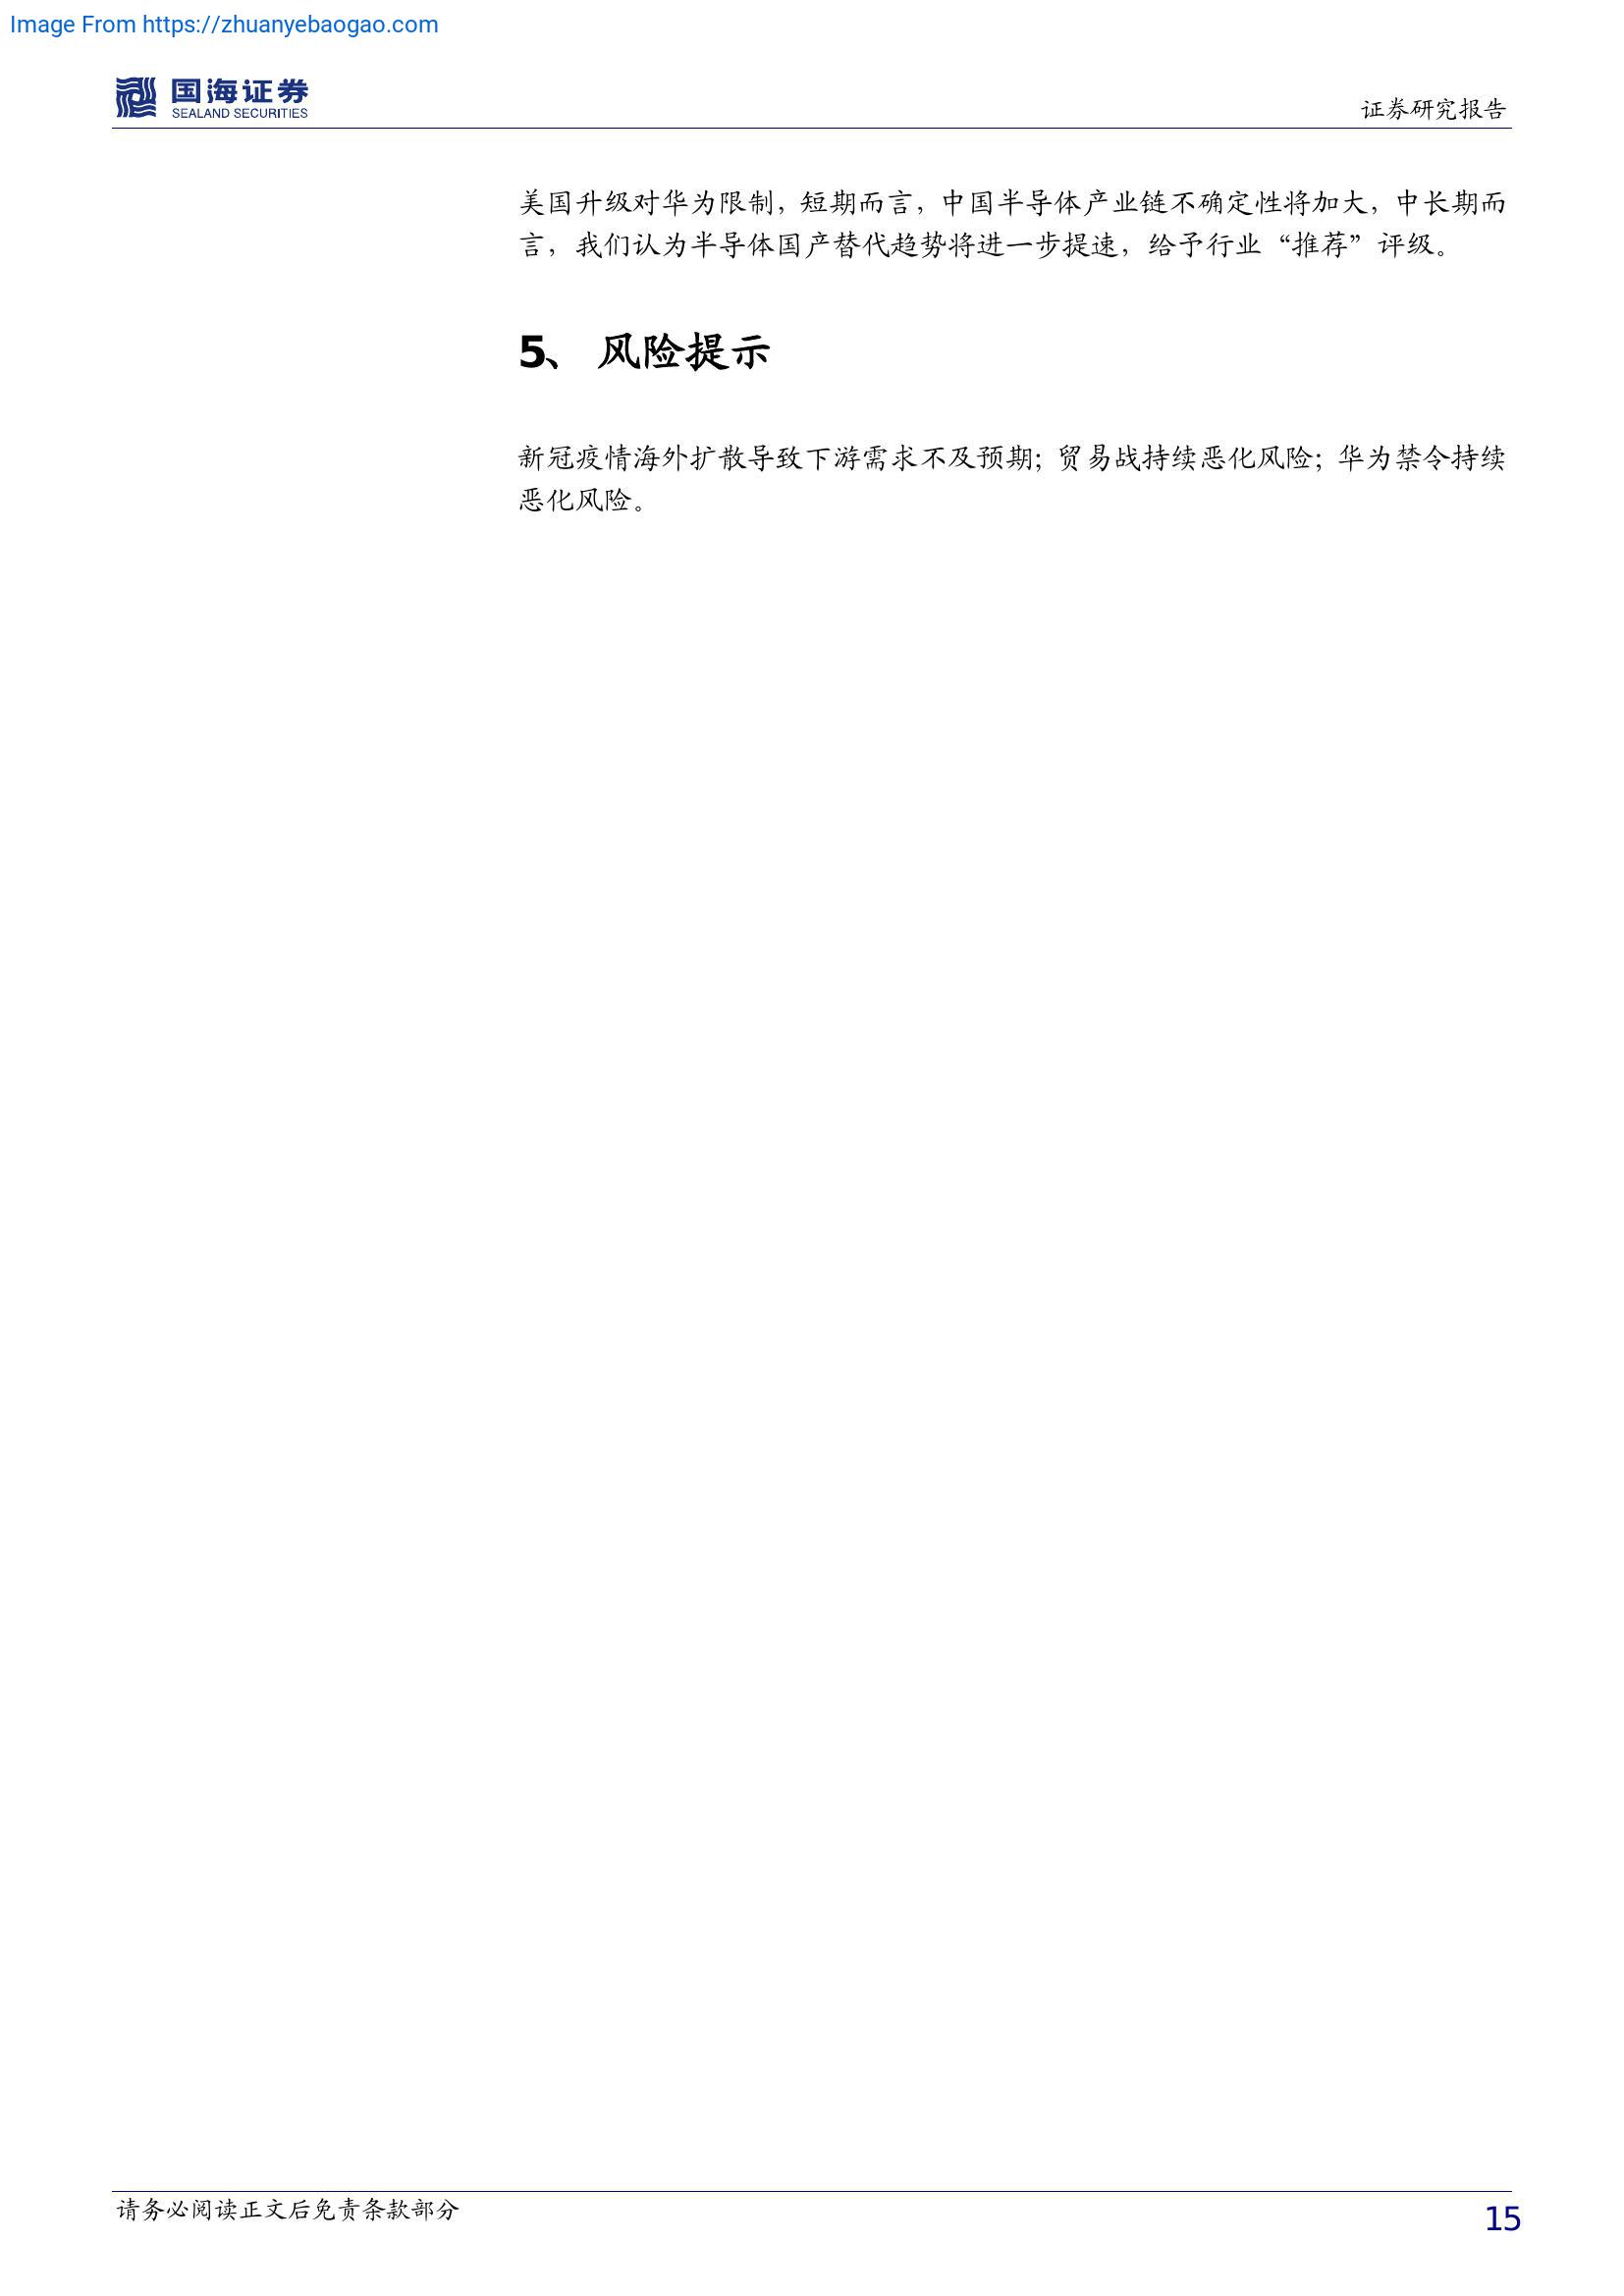 Image From https://zhuanyebaogao.com
国海证券
SEALAND SECURITIES
证券研究报告
美国升级对华为限制，短期而言，中国半导体产业链不确定性将加大，中长期而
言，我们认为半导体国产替代趋势将进一步提速，给予行业“推荐”评级。
5、 风险提示
新冠疫情海外扩散导致下游需求不及预期；贸易战持续恶化风险；华为禁令持续
恶化风险。
请务必阅读正文后免责条款部分
15